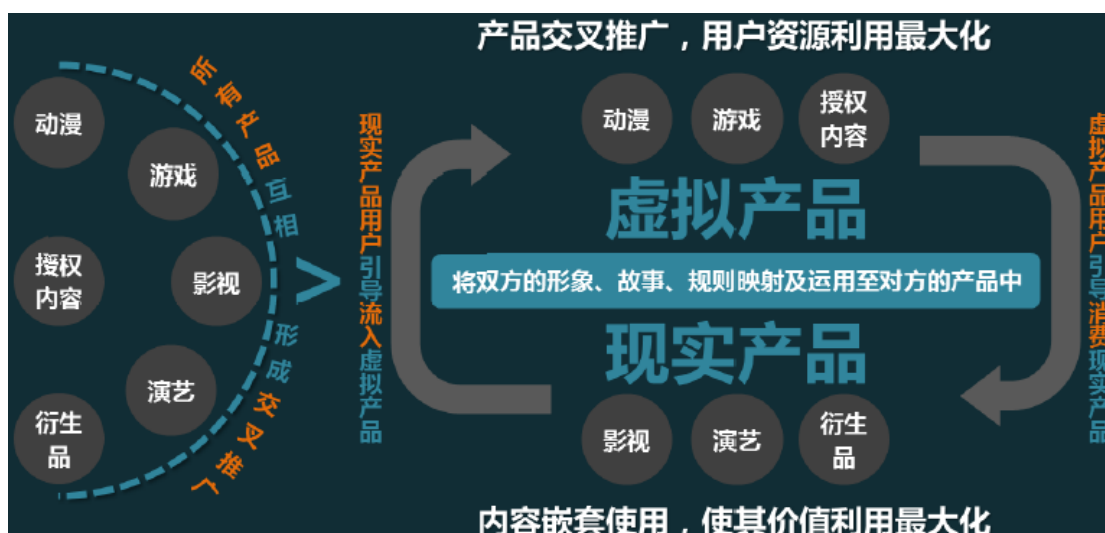 产品交叉推广，用户资源利用最大化
动漫
游戏
授权
内容
影视
演艺
衍生
品
所有产品互相形成交叉推广
>
现实产品用户引导流入虚拟产品
动漫
游戏
授权
内容
虚拟产品
将双方的形象、故事、规则映射及运用至对方的产品中
现实产品
影视
演艺
衍生
品
虚拟产品用户引导消费现实产品
内容嵌套使用，使其价值利用最大化